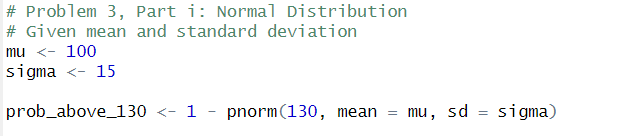 # Problem 3, Part i: Normal Distribution
# Given mean and standard deviation
mu <- 100
sigma <- 15
prob_above_130 <- 1 - pnorm(130, mean = mu, sd = sigma)